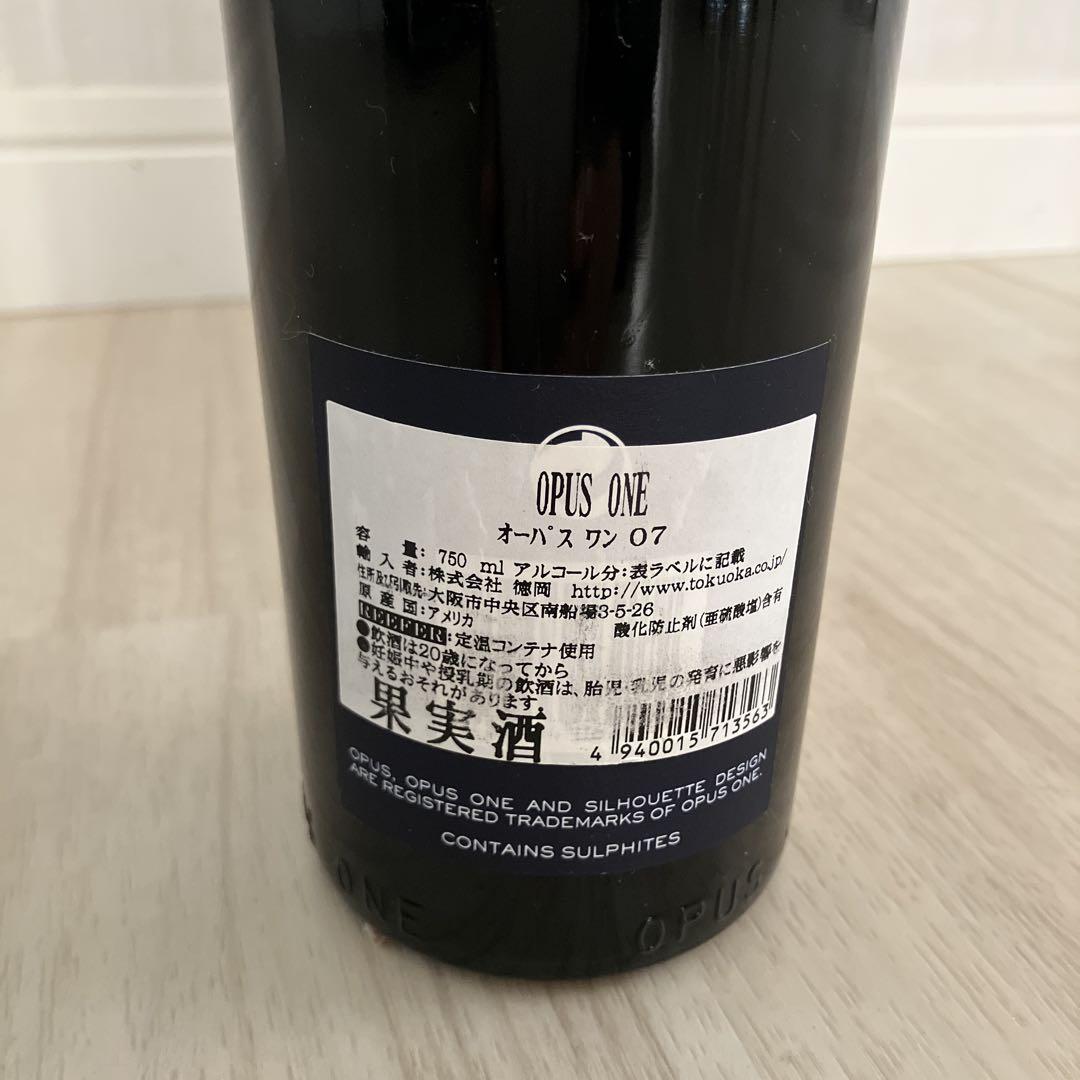 OPUS ONE
オーパス ワン 07
容 量: 750 ml アルコール分:表ラベルに記載
輸入者:株式会社 徳岡 http://www.tokuoka.co.jp/
住所及び引取先:大阪市中央区南船場3-5-26
原産国:アメリカ 酸化防止剤(亜硫酸塩)含有
REEFER:定温コンテナ使用
●飲酒は20歳になってから
●妊娠中や授乳期の飲酒は、胎児・乳児の発育に悪影響を
与えるおそれがあります。
果実酒
4 940015 713563
OPUS, OPUS ONE AND SILHOUETTE DESIGN
ARE REGISTERED TRADEMARKS OF OPUS ONE.
CONTAINS SULPHITES
ONE OPUS